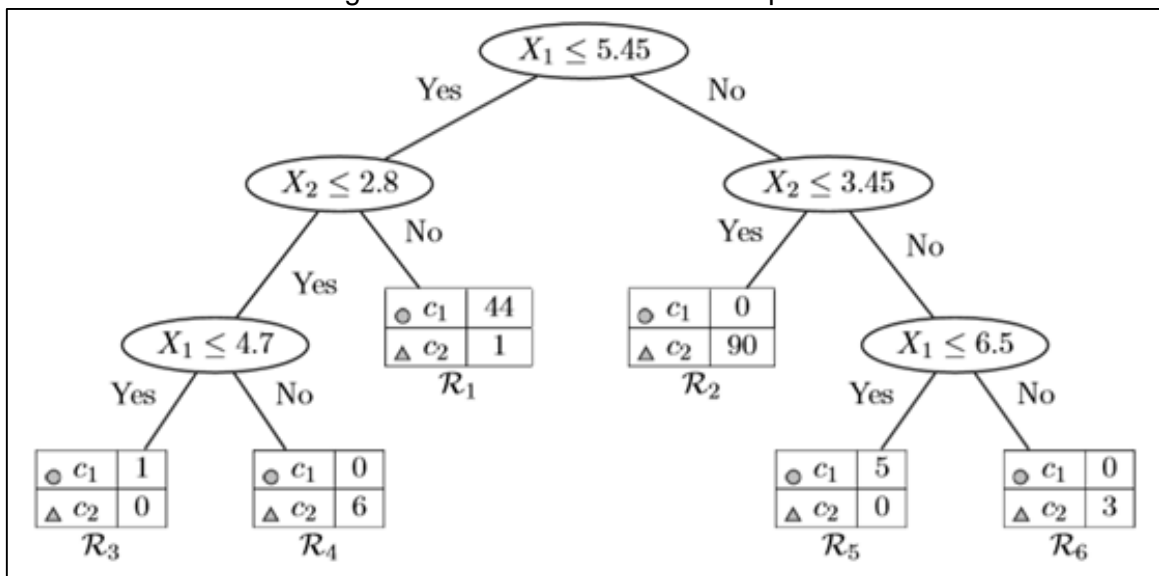 X₁ ≤ 5.45
Yes
No
X₂ ≤ 2.8
X₂ ≤ 3.45
Yes
No
Yes
No
c₁ 44
c₂ 1
R₁
c₁ 0
c₂ 90
R₂
X₁ ≤ 4.7
X₁ ≤ 6.5
Yes
No
Yes
No
c₁ 1
c₂ 0
R₃
c₁ 0
c₂ 6
R₄
c₁ 5
c₂ 0
R₅
c₁ 0
c₂ 3
R₆